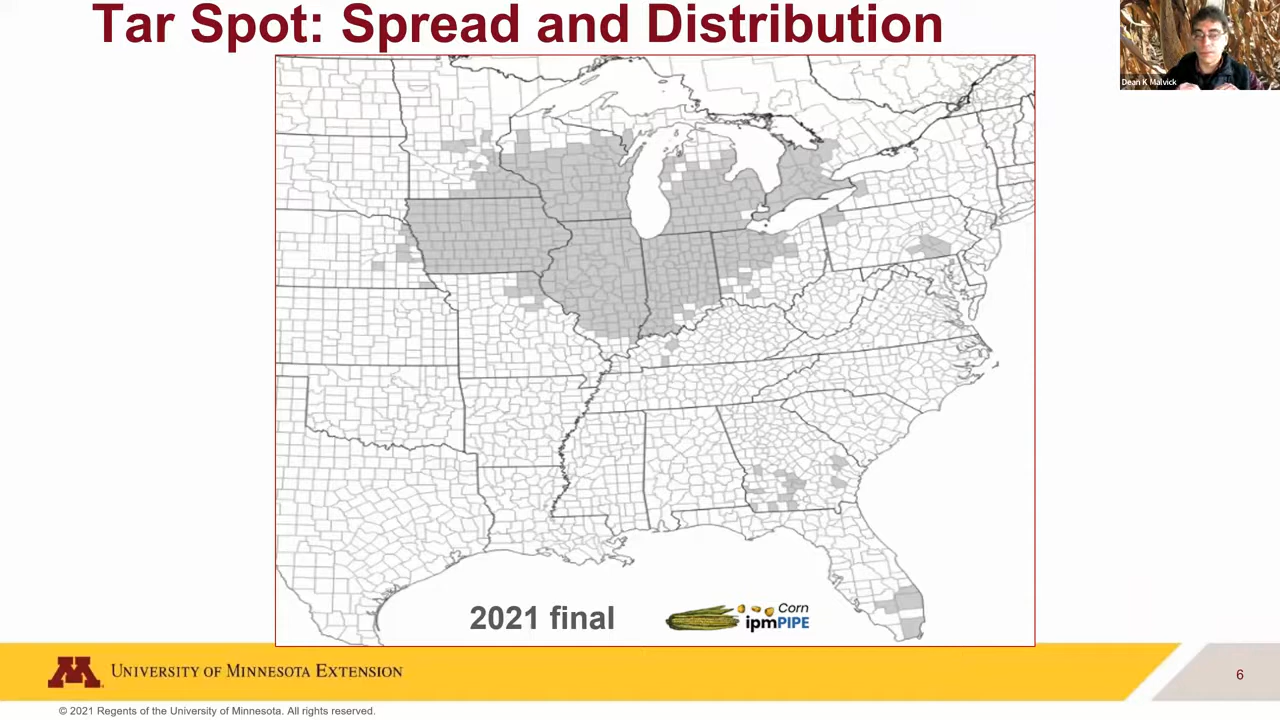 Tar Spot: Spread and Distribution
Dean K Malvick
2021 final
Corn
ipmPIPE
M
UNIVERSITY OF MINNESOTA EXTENSION
6
© 2021 Regents of the University of Minnesota. All rights reserved.